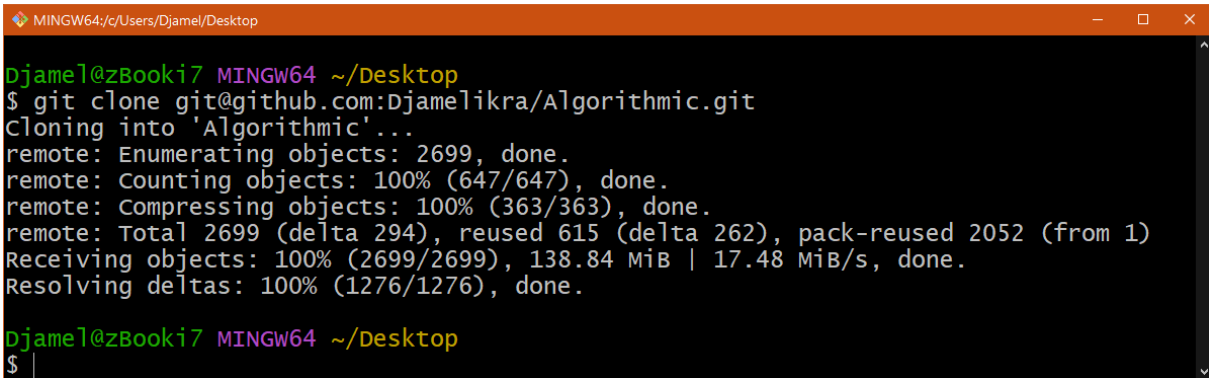 MINGW64:/c/Users/Djamel/Desktop
Djamel@zBooki7 MINGW64 ~/Desktop
$ git clone git@github.com:Djamelikra/Algorithmic.git
Cloning into 'Algorithmic'...
remote: Enumerating objects: 2699, done.
remote: Counting objects: 100% (647/647), done.
remote: Compressing objects: 100% (363/363), done.
remote: Total 2699 (delta 294), reused 615 (delta 262), pack-reused 2052 (from 1)
Receiving objects: 100% (2699/2699), 138.84 MiB | 17.48 MiB/s, done.
Resolving deltas: 100% (1276/1276), done.
Djamel@zBooki7 MINGW64 ~/Desktop
$